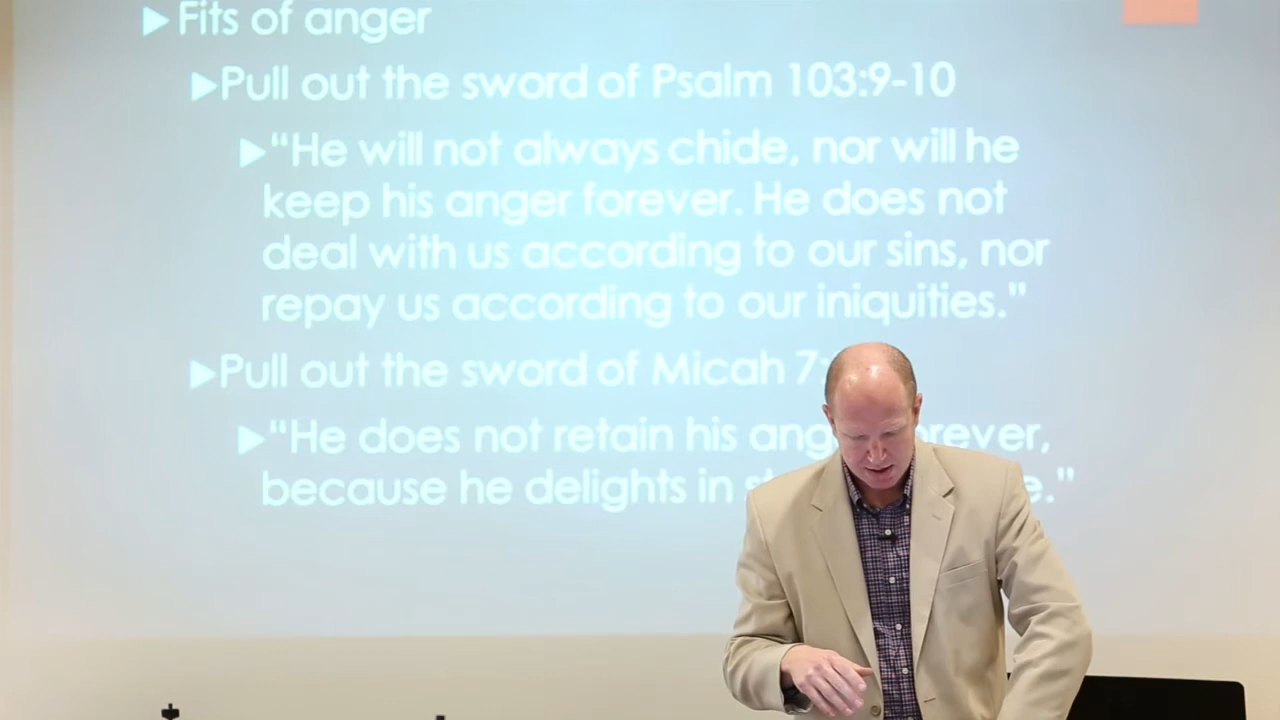 Fits of anger
Pull out the sword of Psalm 103:9-10
“He will not always chide, nor will he
keep his anger forever. He does not
deal with us according to our sins, nor
repay us according to our iniquities.”
Pull out the sword of Micah 7:
“He does not retain his
because he delights in